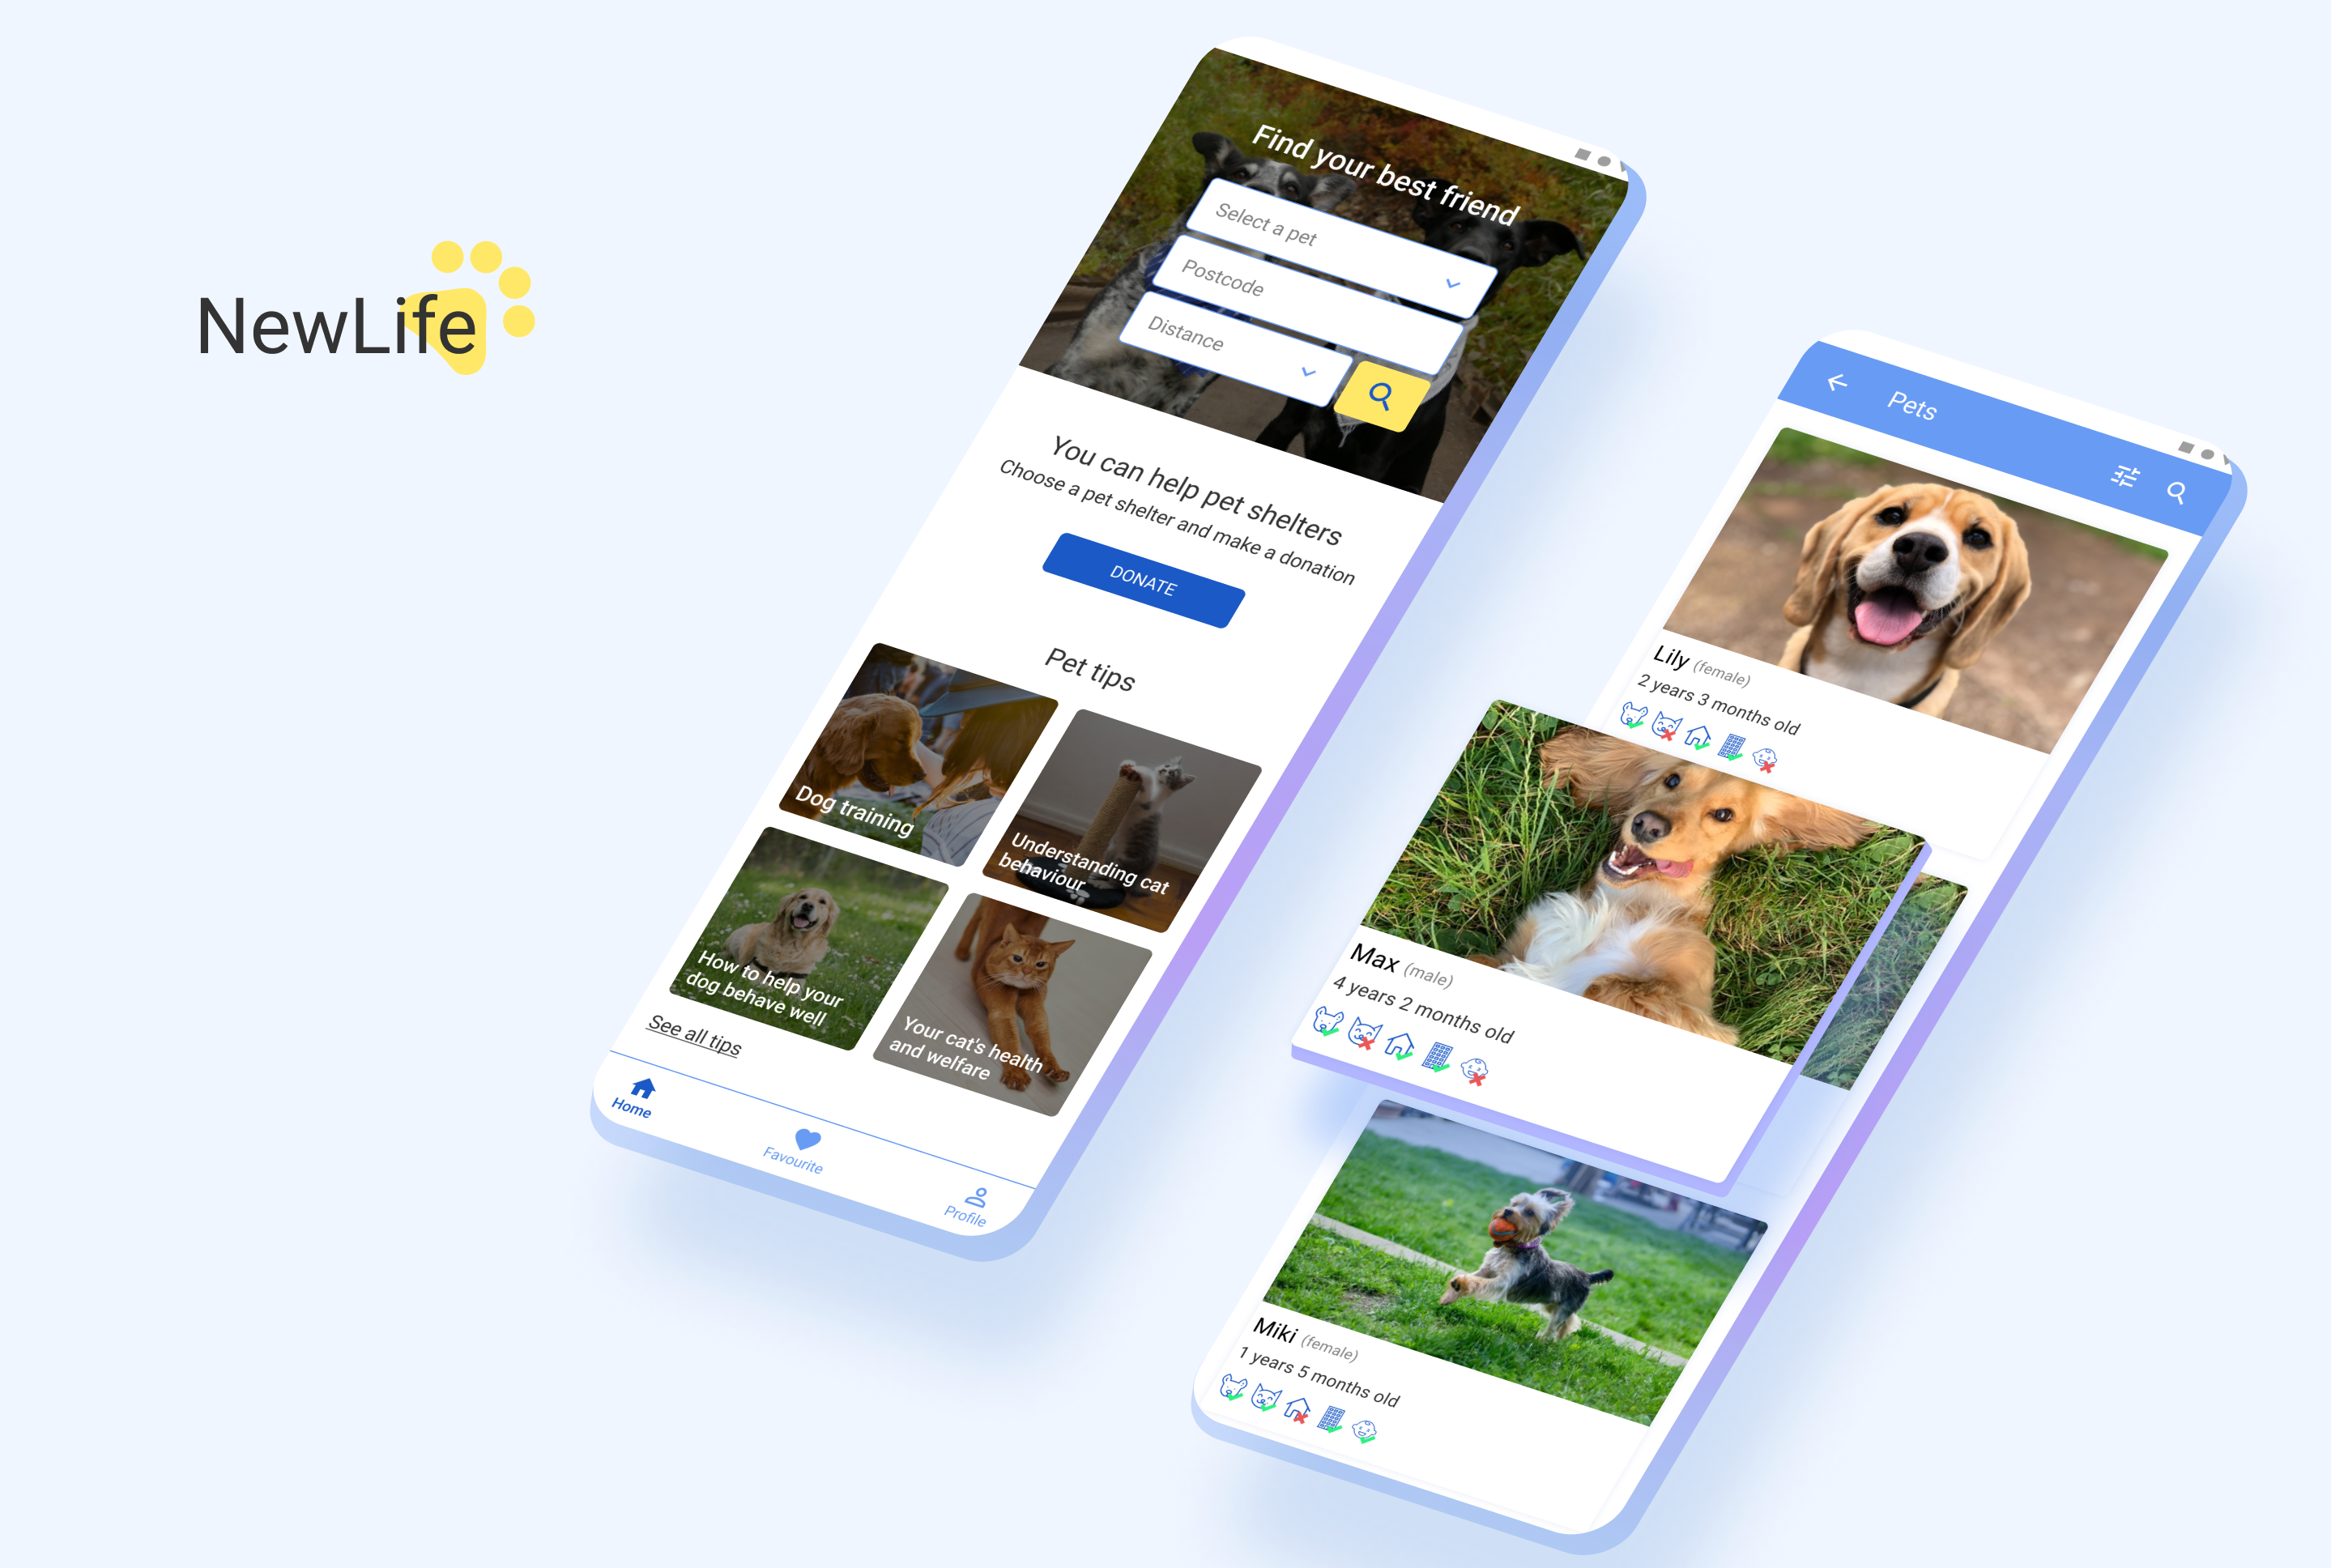 NewLife
Find your best friend
Select a pet
Postcode
Distance
You can help pet shelters
Choose a pet shelter and make a donation
DONATE
Pet tips
Dog training
Understanding cat
behaviour
How to help your
dog behave well
Your cat's health
and welfare
See all tips
Home
Favourite
Profile
Pets
Lily (female)
2 years 3 months old
Max (male)
4 years 2 months old
Miki (female)
1 years 5 months old